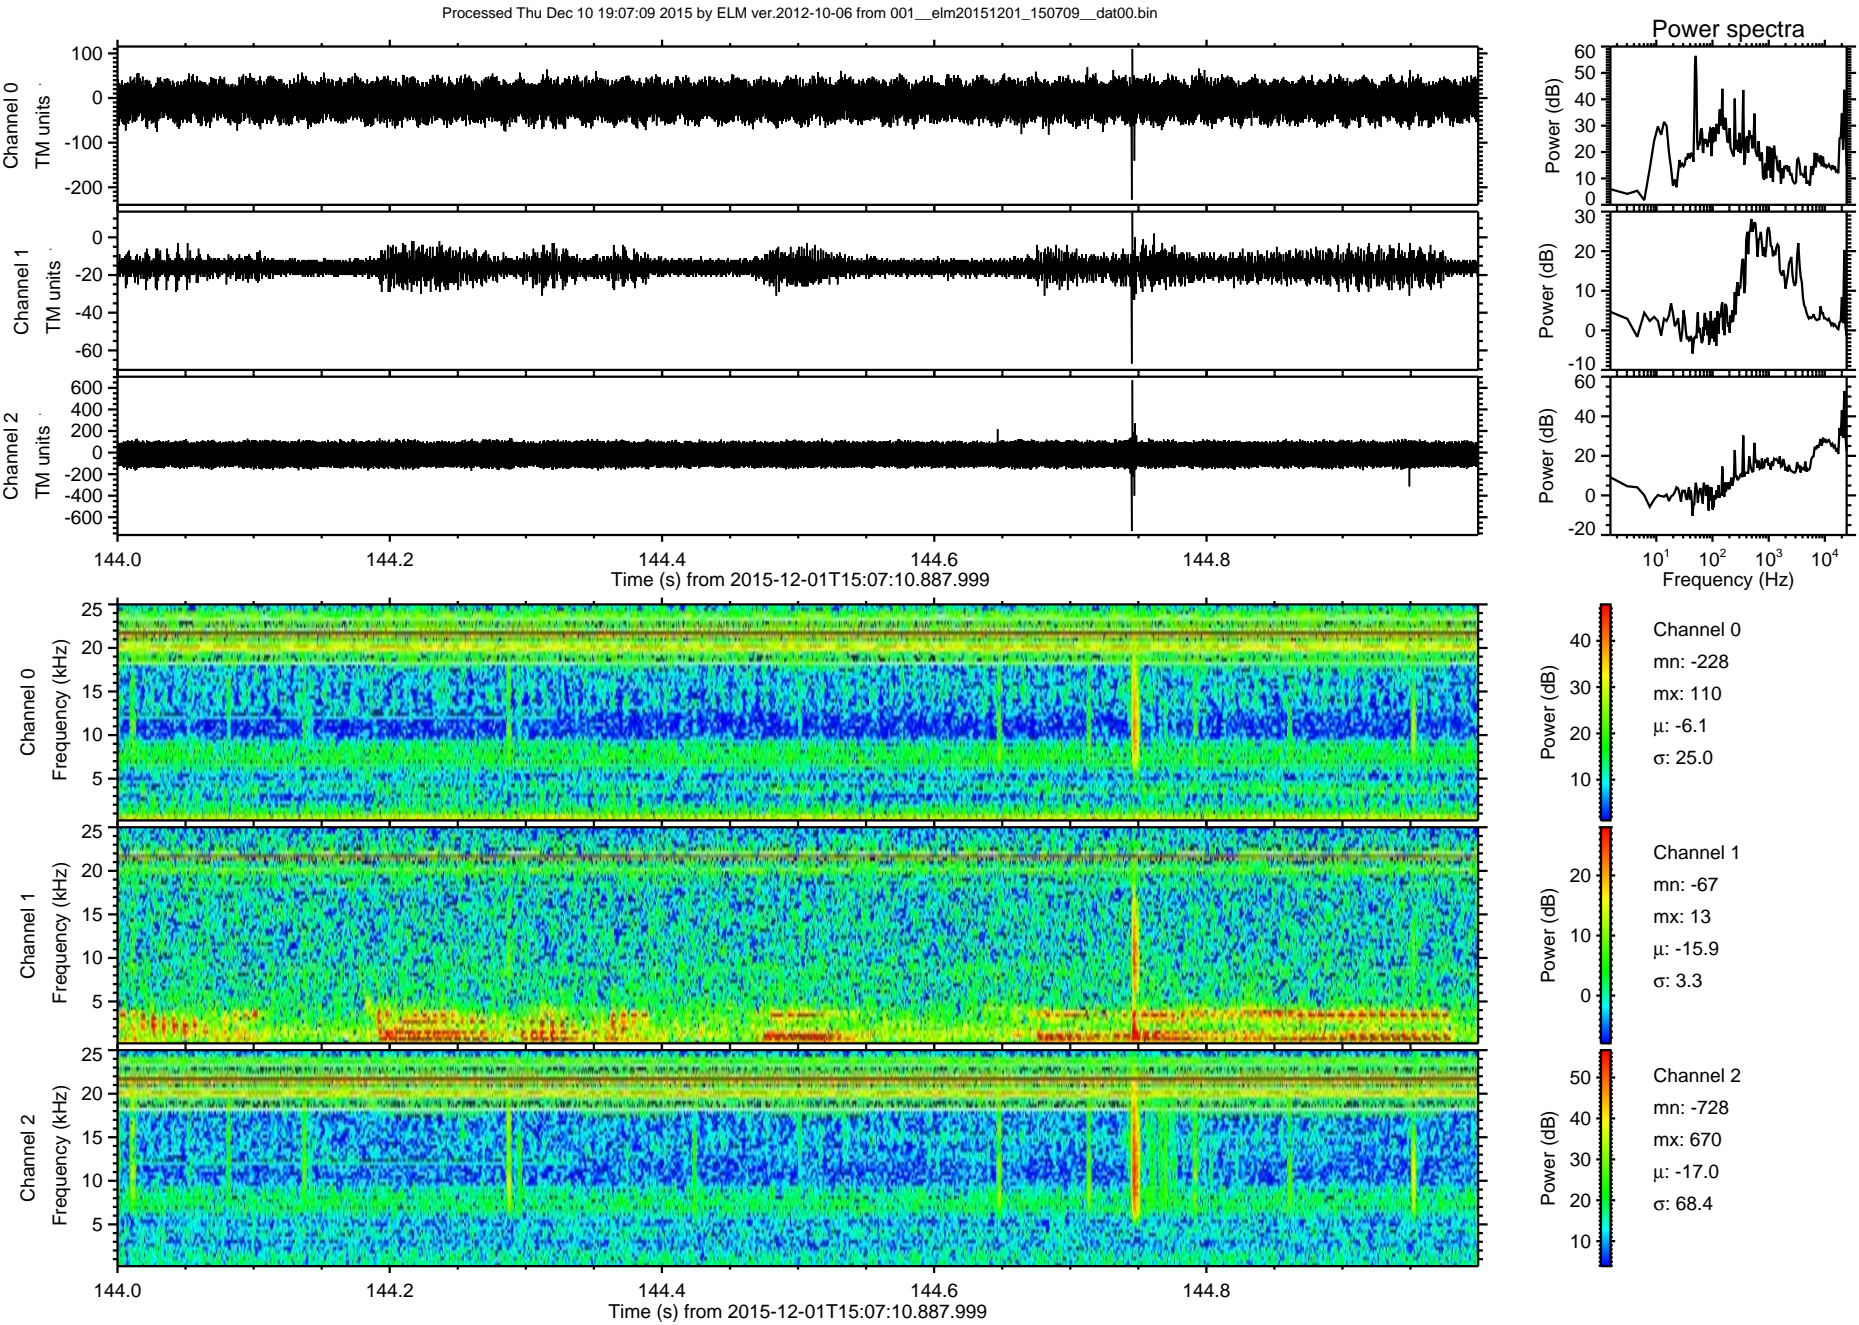 Processed Thu Dec 10 19:07:09 2015 by ELM ver.2012-10-06 from 001__elm20151201_150709__dat00.bin
Power spectra
Channel 0
TM units
100
0
-100
-200
Power (dB)
60
50
40
30
20
10
0
Channel 1
TM units
0
-20
-40
-60
Power (dB)
30
20
10
0
-10
Channel 2
TM units
600
400
200
0
-200
-400
-600
Power (dB)
60
40
20
0
-20
144.0 144.2 144.4 144.6 144.8
Time (s) from 2015-12-01T15:07:10.887.999
10^1 10^2 10^3 10^4
Frequency (Hz)
Channel 0
Frequency (kHz)
25
20
15
10
5
Power (dB)
40
30
20
10
Channel 0
mn: -228
mx: 110
μ: -6.1
σ: 25.0
Channel 1
Frequency (kHz)
25
20
15
10
5
Power (dB)
20
10
0
Channel 1
mn: -67
mx: 13
μ: -15.9
σ: 3.3
Channel 2
Frequency (kHz)
25
20
15
10
5
Power (dB)
50
40
30
20
10
Channel 2
mn: -728
mx: 670
μ: -17.0
σ: 68.4
144.0 144.2 144.4 144.6 144.8
Time (s) from 2015-12-01T15:07:10.887.999